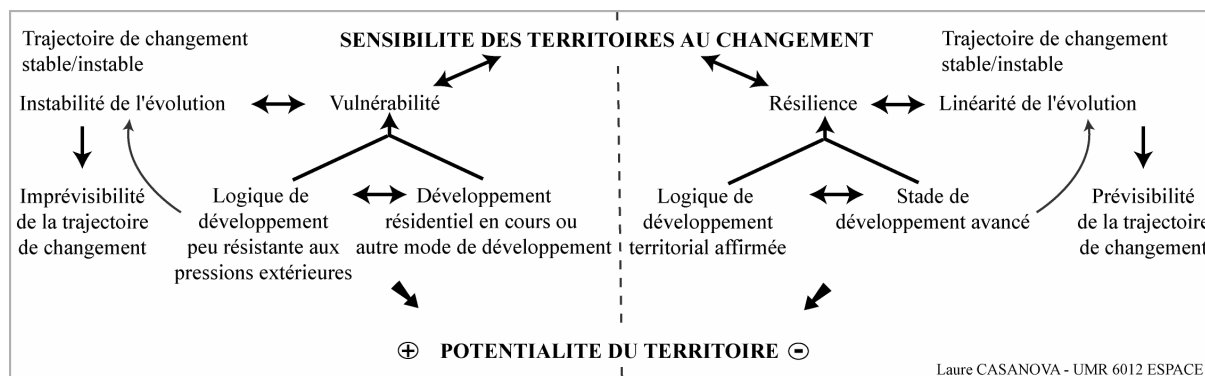 SENSIBILITE DES TERRITOIRES AU CHANGEMENT
Trajectoire de changement
stable/instable
Instabilité de l'évolution
Vulnérabilité
Imprévisibilité
de la trajectoire
de changement
Logique de
développement
peu résistante aux
pressions extérieures
Développement
résidentiel en cours ou
autre mode de développement
Trajectoire de changement
stable/instable
Résilience
Linéarité de l'évolution
Logique de
développement
territorial affirmée
Stade de
développement avancé
Prévisibilité
de la trajectoire
de changement
+ POTENTIALITE DU TERRITOIRE -
Laure CASANOVA - UMR 6012 ESPACE